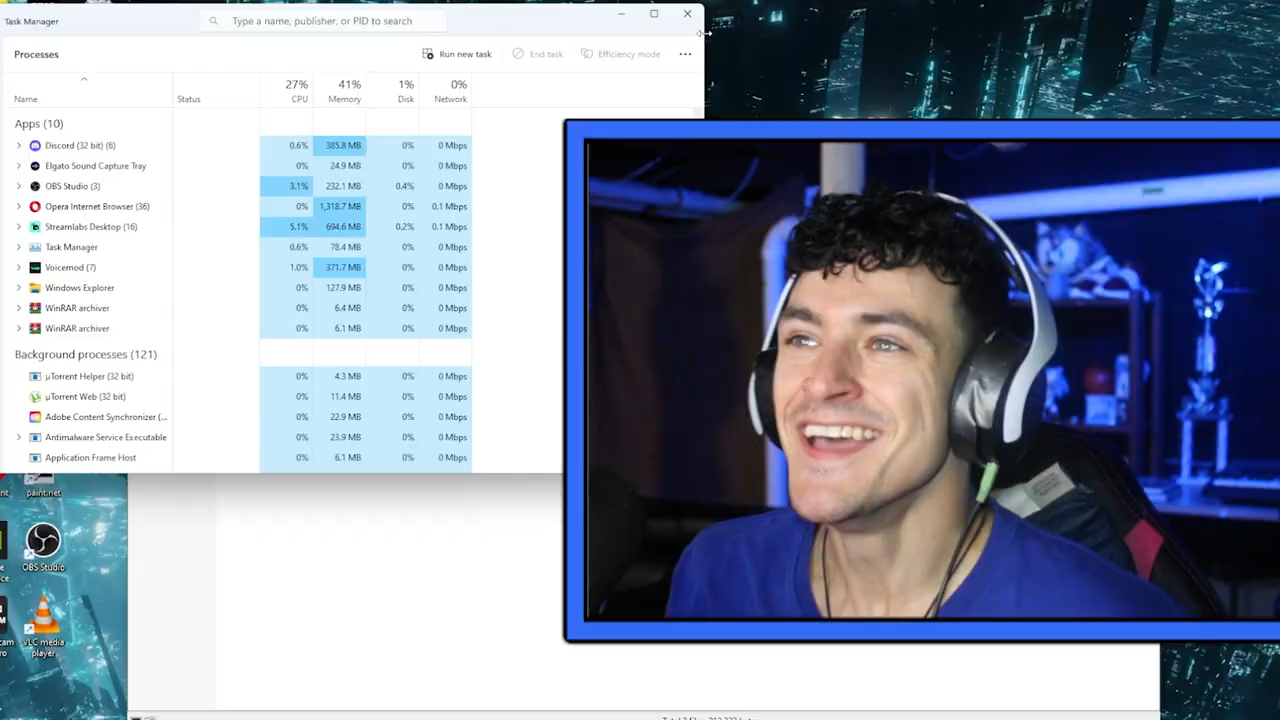 Task Manager
Type a name, publisher, or PID to search
Processes
Run new task
End task
Efficiency mode
27% 41% 1% 0%
Name Status CPU Memory Disk Network
Apps (10)
Discord (32 bit) (6) 0.6% 385.8 MB 0% 0 Mbps
Elgato Sound Capture Tray 0% 24.9 MB 0% 0 Mbps
OBS Studio (3) 3.1% 232.1 MB 0.4% 0 Mbps
Opera Internet Browser (36) 0% 1,318.7 MB 0% 0.1 Mbps
Streamlabs Desktop (16) 5.1% 694.6 MB 0.2% 0.1 Mbps
Task Manager 0.6% 78.4 MB 0% 0 Mbps
Voicemod (7) 1.0% 371.7 MB 0% 0 Mbps
Windows Explorer 0% 127.9 MB 0% 0 Mbps
WinRAR archiver 0% 6.4 MB 0% 0 Mbps
WinRAR archiver 0% 6.1 MB 0% 0 Mbps
Background processes (121)
µTorrent Helper (32 bit) 0% 4.3 MB 0% 0 Mbps
µTorrent Web (32 bit) 0% 11.4 MB 0% 0 Mbps
Adobe Content Synchronizer (... 0% 22.9 MB 0% 0 Mbps
Antimalware Service Executable 0% 23.9 MB 0% 0 Mbps
Application Frame Host 0% 6.1 MB 0% 0 Mbps
paint.net
OBS Studio
VLC media
player